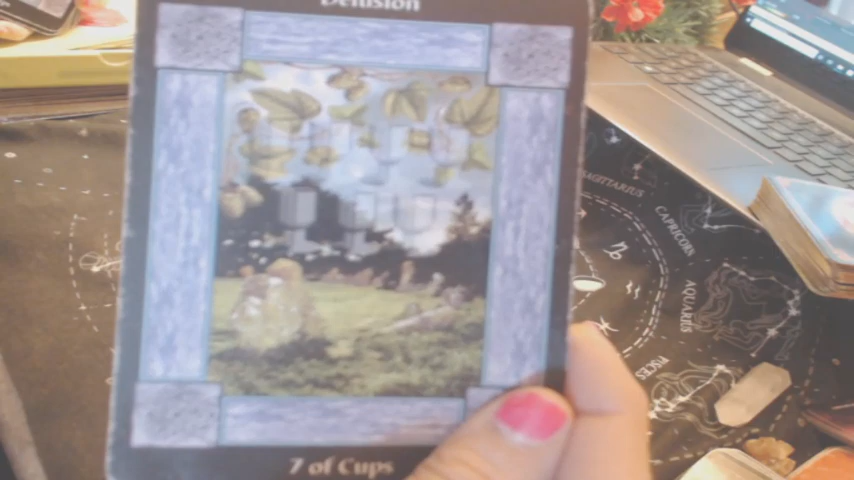 Delusion
SAGITTARIUS
CAPRICORN
AQUARIUS
PISCES
7 of Cups